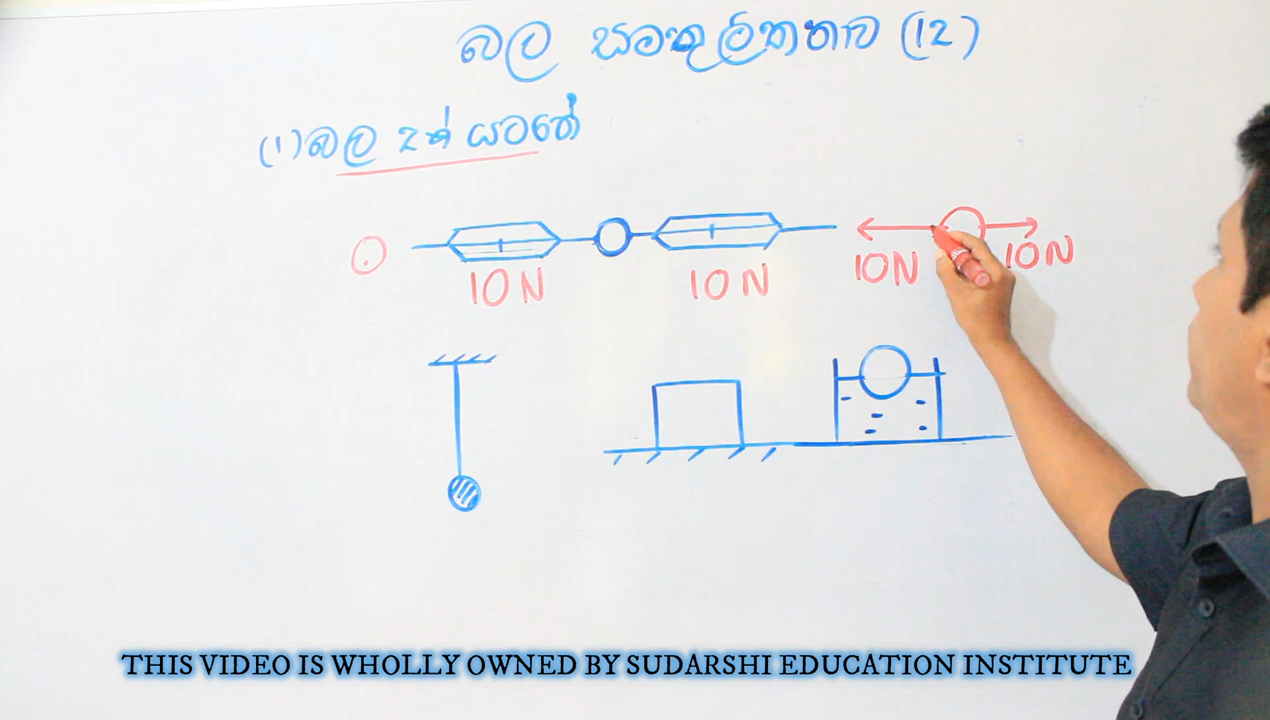 බල සමතුලිතතාව (12)
(1) බල 2ක් යටතේ
10N 10N 10N 10N
THIS VIDEO IS WHOLLY OWNED BY SUDARSHI EDUCATION INSTITUTE